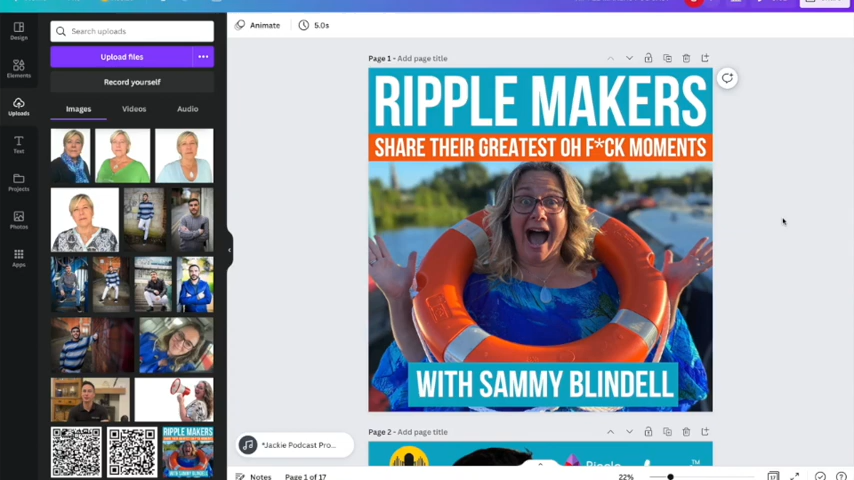 Animate
5.0s
Search uploads
Upload files
Record yourself
Images
Videos
Audio
Design
Elements
Uploads
Text
Projects
Photos
Apps
Page 1 - Add page title
RIPPLE MAKERS
SHARE THEIR GREATEST OH F*CK MOMENTS
WITH SAMMY BLINDELL
Page 2 - Add page title
*Jackie Podcast Pro...
Ripple
TM
Notes
Page 1 of 17
22%
RIPPLE MAKERS
WITH SAMMY BLINDELL